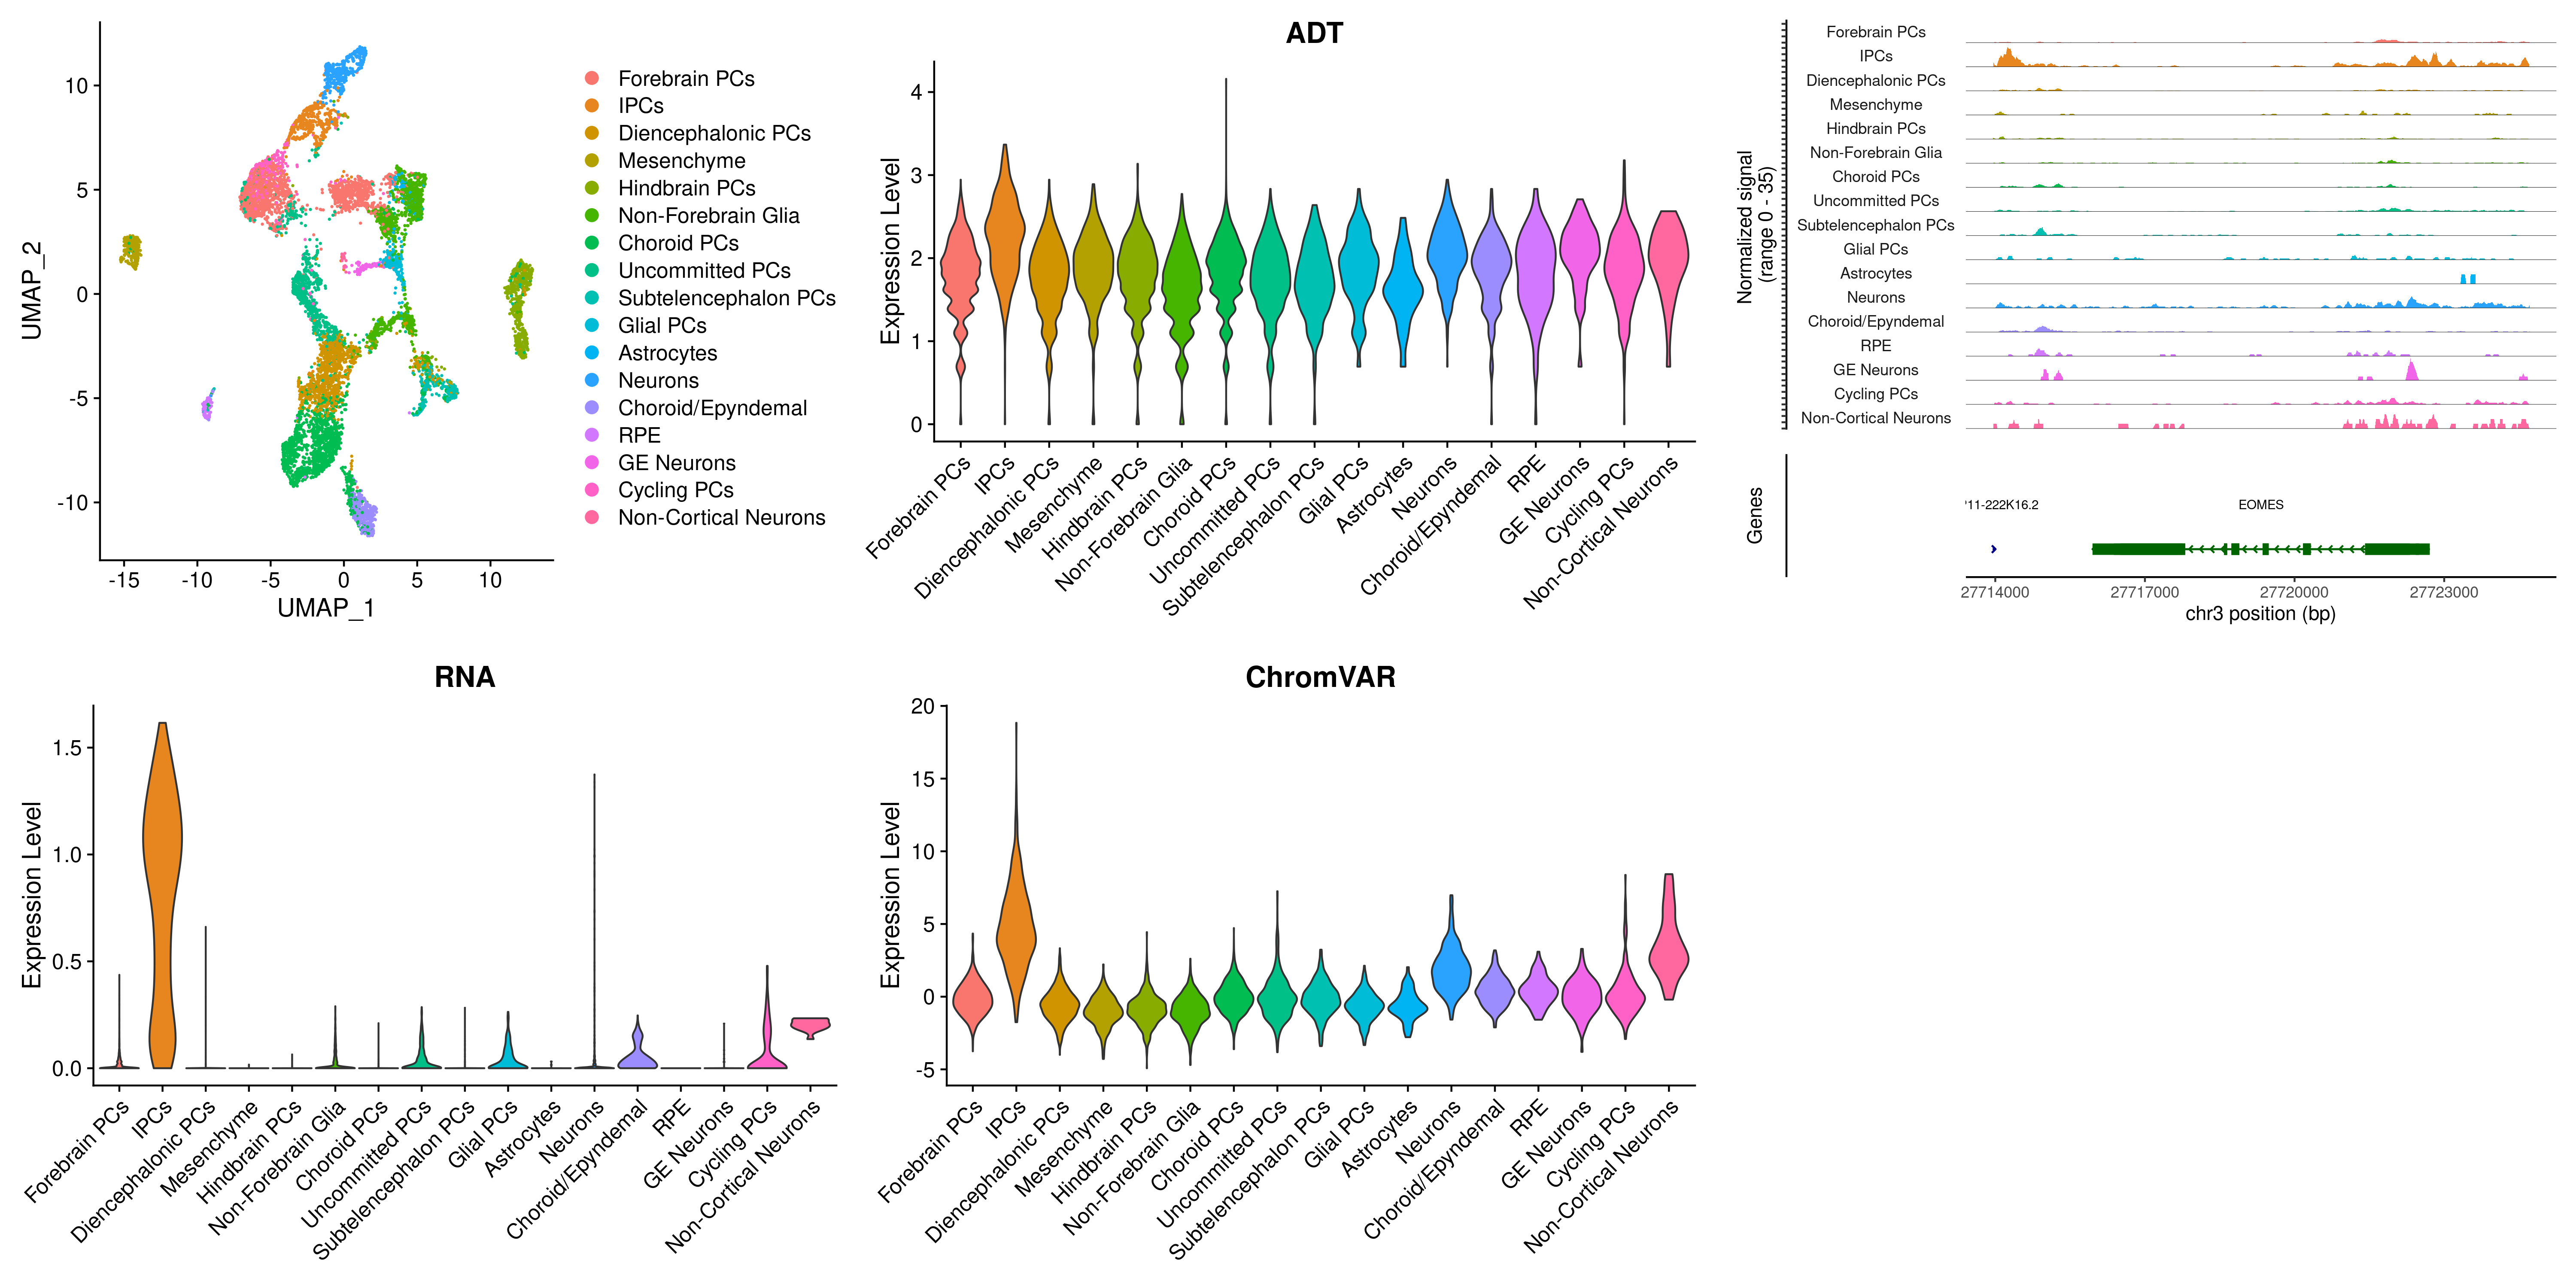 UMAP_2
10
5
0
-5
-10
-15
-10
-5
0
5
10
UMAP_1
Forebrain PCs
IPCs
Diencephalonic PCs
Mesenchyme
Hindbrain PCs
Non-Forebrain Glia
Choroid PCs
Uncommitted PCs
Subtelencephalon PCs
Glial PCs
Astrocytes
Neurons
Choroid/Epyndemal
RPE
GE Neurons
Cycling PCs
Non-Cortical Neurons
ADT
Expression Level
4
3
2
1
0
Forebrain PCs
IPCs
Diencephalonic PCs
Mesenchyme
Hindbrain PCs
Non-Forebrain Glia
Choroid PCs
Uncommitted PCs
Subtelencephalon PCs
Glial PCs
Astrocytes
Neurons
Choroid/Epyndemal
RPE
GE Neurons
Cycling PCs
Non-Cortical Neurons
Normalized signal
(range 0 - 35)
Forebrain PCs
IPCs
Diencephalonic PCs
Mesenchyme
Hindbrain PCs
Non-Forebrain Glia
Choroid PCs
Uncommitted PCs
Subtelencephalon PCs
Glial PCs
Astrocytes
Neurons
Choroid/Epyndemal
RPE
GE Neurons
Cycling PCs
Non-Cortical Neurons
Genes
'11-222K16.2
EOMES
27714000
27717000
27720000
27723000
chr3 position (bp)
RNA
Expression Level
1.5
1.0
0.5
0.0
Forebrain PCs
IPCs
Diencephalonic PCs
Mesenchyme
Hindbrain PCs
Non-Forebrain Glia
Choroid PCs
Uncommitted PCs
Subtelencephalon PCs
Glial PCs
Astrocytes
Neurons
Choroid/Epyndemal
RPE
GE Neurons
Cycling PCs
Non-Cortical Neurons
ChromVAR
Expression Level
20
15
10
5
0
-5
Forebrain PCs
IPCs
Diencephalonic PCs
Mesenchyme
Hindbrain PCs
Non-Forebrain Glia
Choroid PCs
Uncommitted PCs
Subtelencephalon PCs
Glial PCs
Astrocytes
Neurons
Choroid/Epyndemal
RPE
GE Neurons
Cycling PCs
Non-Cortical Neurons